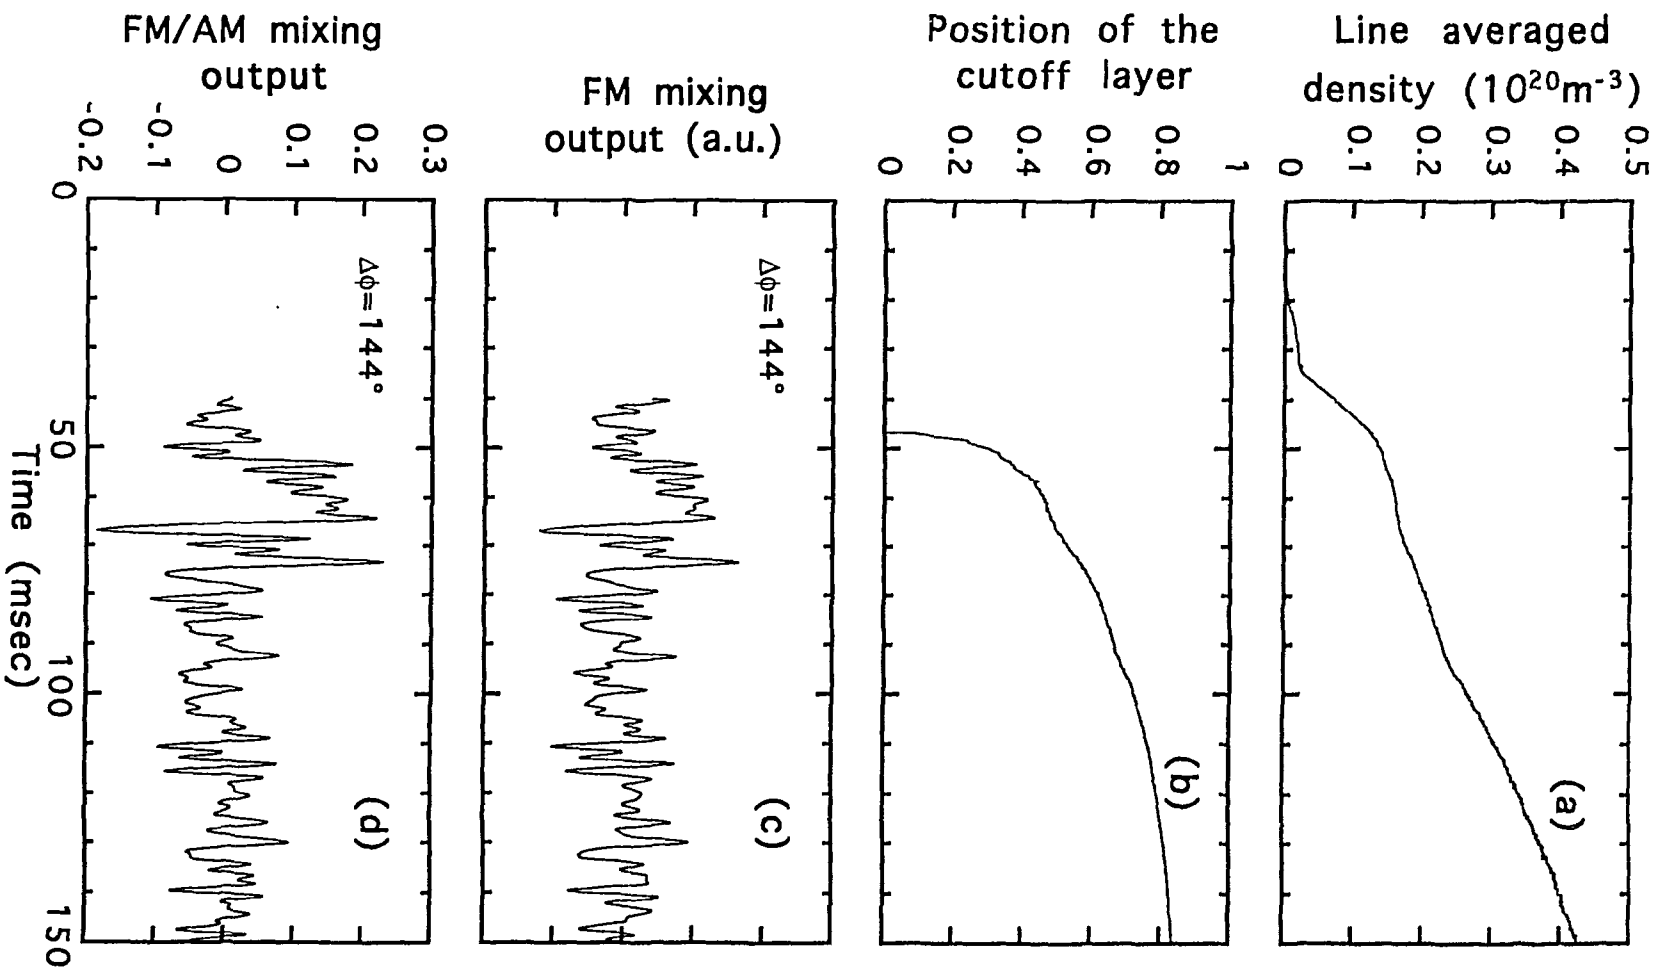 FM/AM mixing
output
FM mixing
output (a.u.)
Position of the
cutoff layer
Line averaged
density (10²⁰m⁻³)
-0.2
-0.1
0
0.1
0.2
0.3
0
0.2
0.4
0.6
0.8
1
0
0.1
0.2
0.3
0.4
0.5
Δϕ=144°
(d)
Δϕ=144°
(c)
(b)
(a)
0
50
100
150
Time (msec)